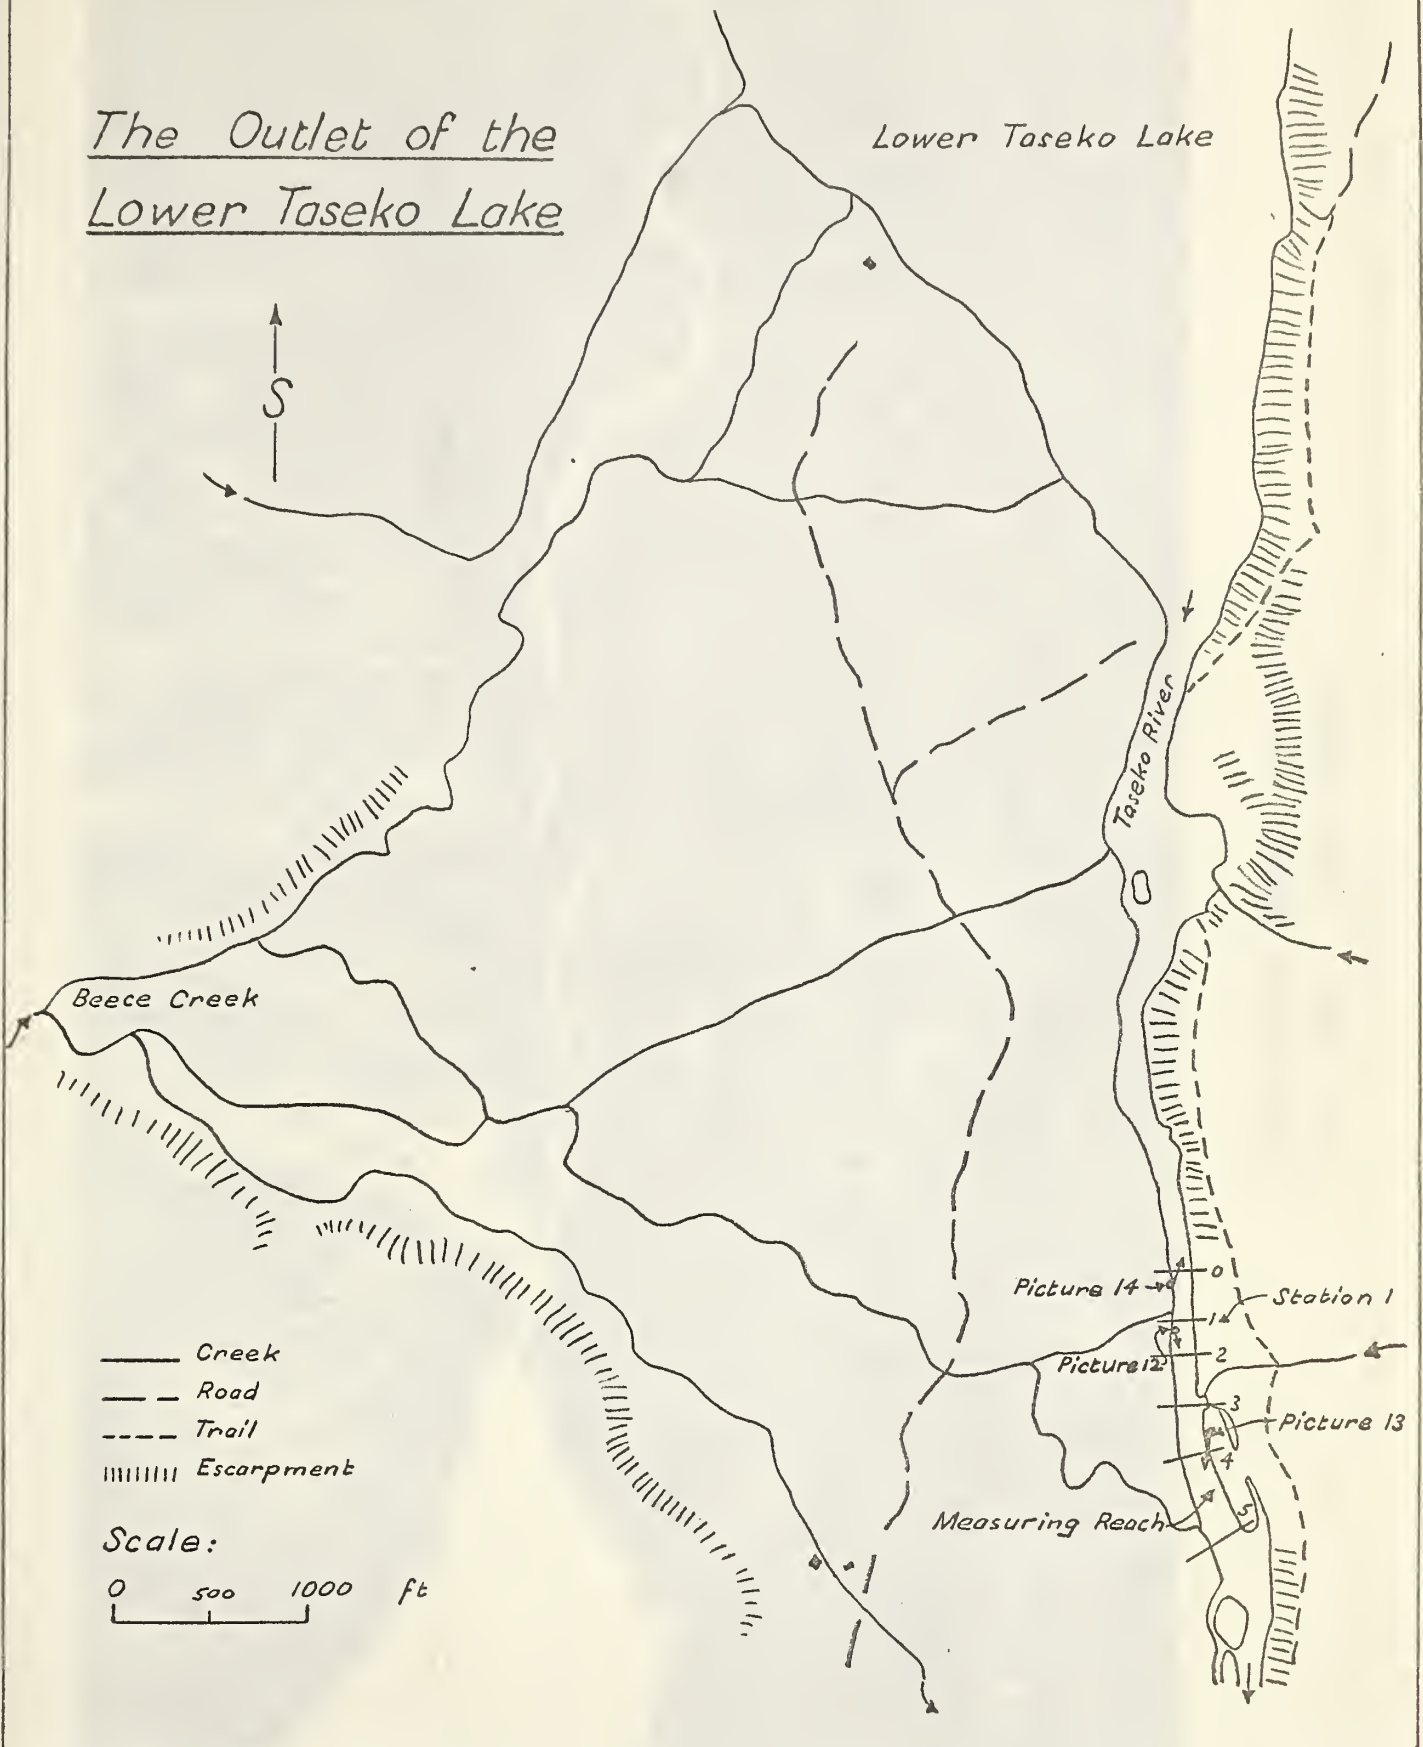 The Outlet of the
Lower Taseko Lake
Lower Taseko Lake
S
Taseko River
Beece Creek
0
Picture 14
Station 1
1
2
Picture 12
3
Picture 13
4
Measuring Reach
5
Creek
Road
Trail
Escarpment
Scale:
0 500 1000 ft